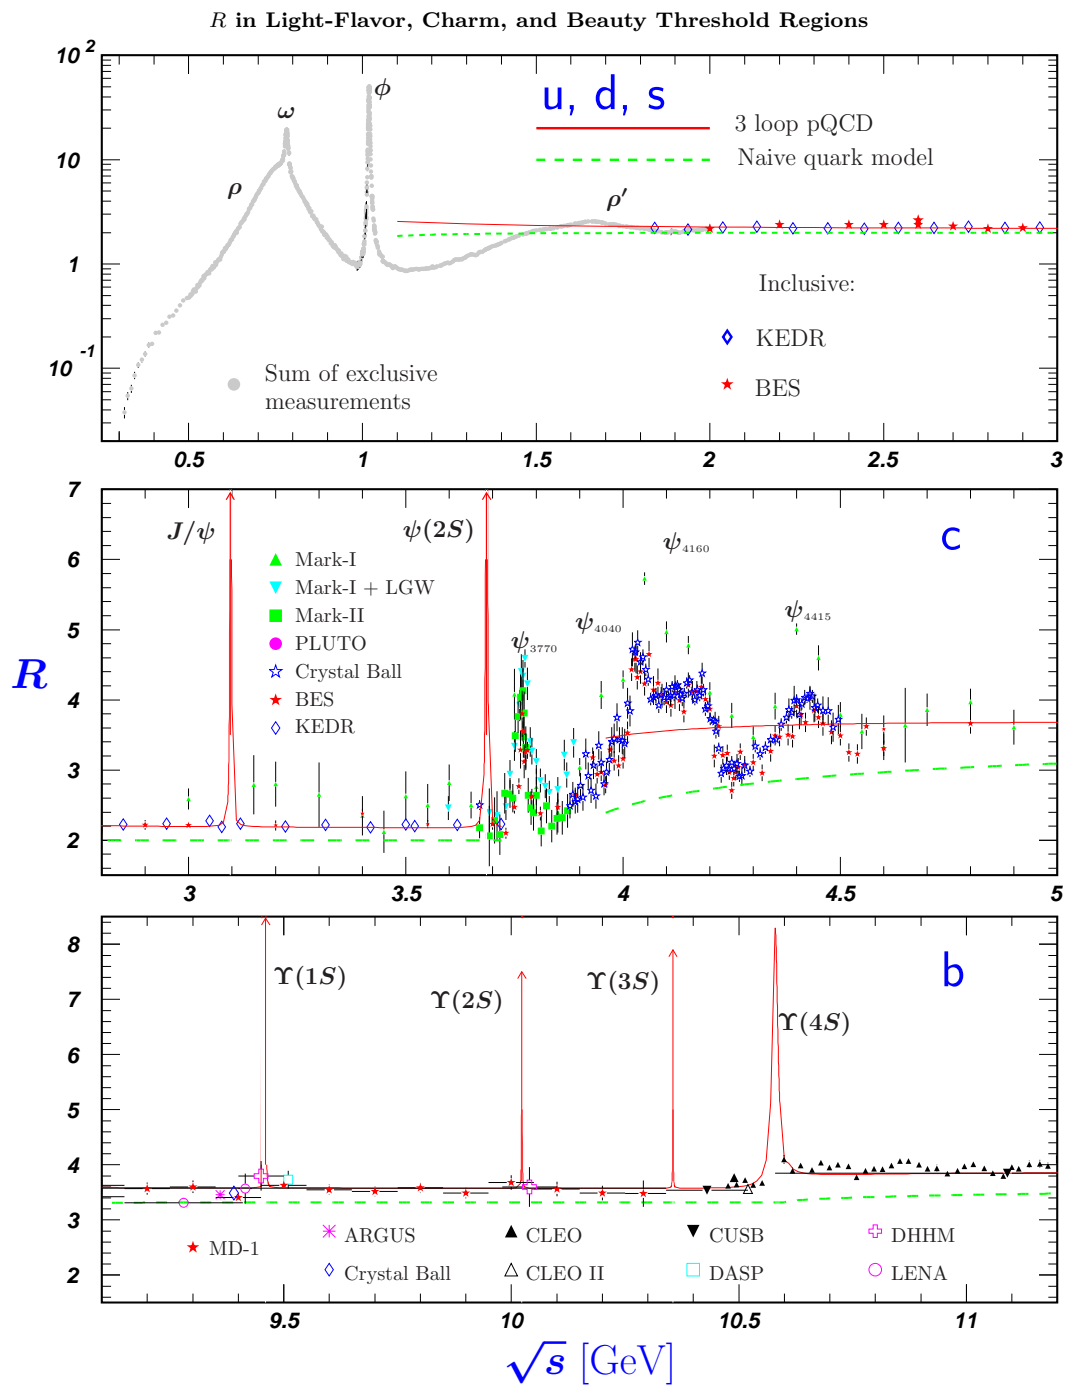 R in Light-Flavor, Charm, and Beauty Threshold Regions
10²
10
1
10⁻¹
ρ
ω
ϕ
u, d, s
3 loop pQCD
Naive quark model
ρ′
Inclusive:
KEDR
BES
Sum of exclusive
measurements
0.5 1 1.5 2 2.5 3
R
7
6
5
4
3
2
J/ψ
ψ(2S)
c
Mark-I
Mark-I + LGW
Mark-II
PLUTO
Crystal Ball
BES
KEDR
ψ₃₇₇₀
ψ₄₀₄₀
ψ₄₁₆₀
ψ₄₄₁₅
3 3.5 4 4.5 5
8
7
6
5
4
3
2
ϒ(1S)
ϒ(2S)
ϒ(3S)
ϒ(4S)
b
MD-1
ARGUS
Crystal Ball
CLEO
CLEO II
CUSB
DASP
DHHM
LENA
9.5 10 10.5 11
√s [GeV]